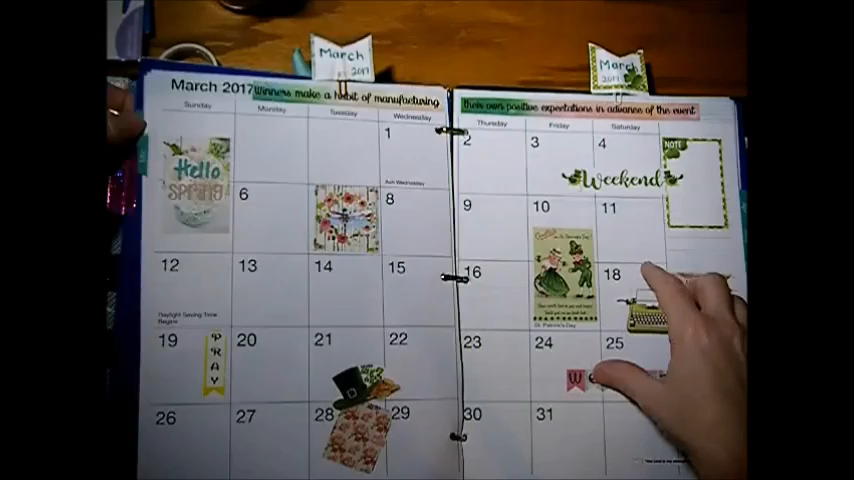 March
2017
March
2017
March 2017
Winners make a habit of manufacturing
their own positive expectations in advance of the event
Sunday
Monday
Tuesday
Wednesday
Thursday
Friday
Saturday
1
Ash Wednesday
2
3
4
Weekend
NOTE
Hello
SPRING
6
8
9
10
11
12
Daylight Saving Time
Begins
13
14
15
16
St. Patrick's Day
18
19
PRAY
20
21
22
23
24
25
26
27
28
29
30
31